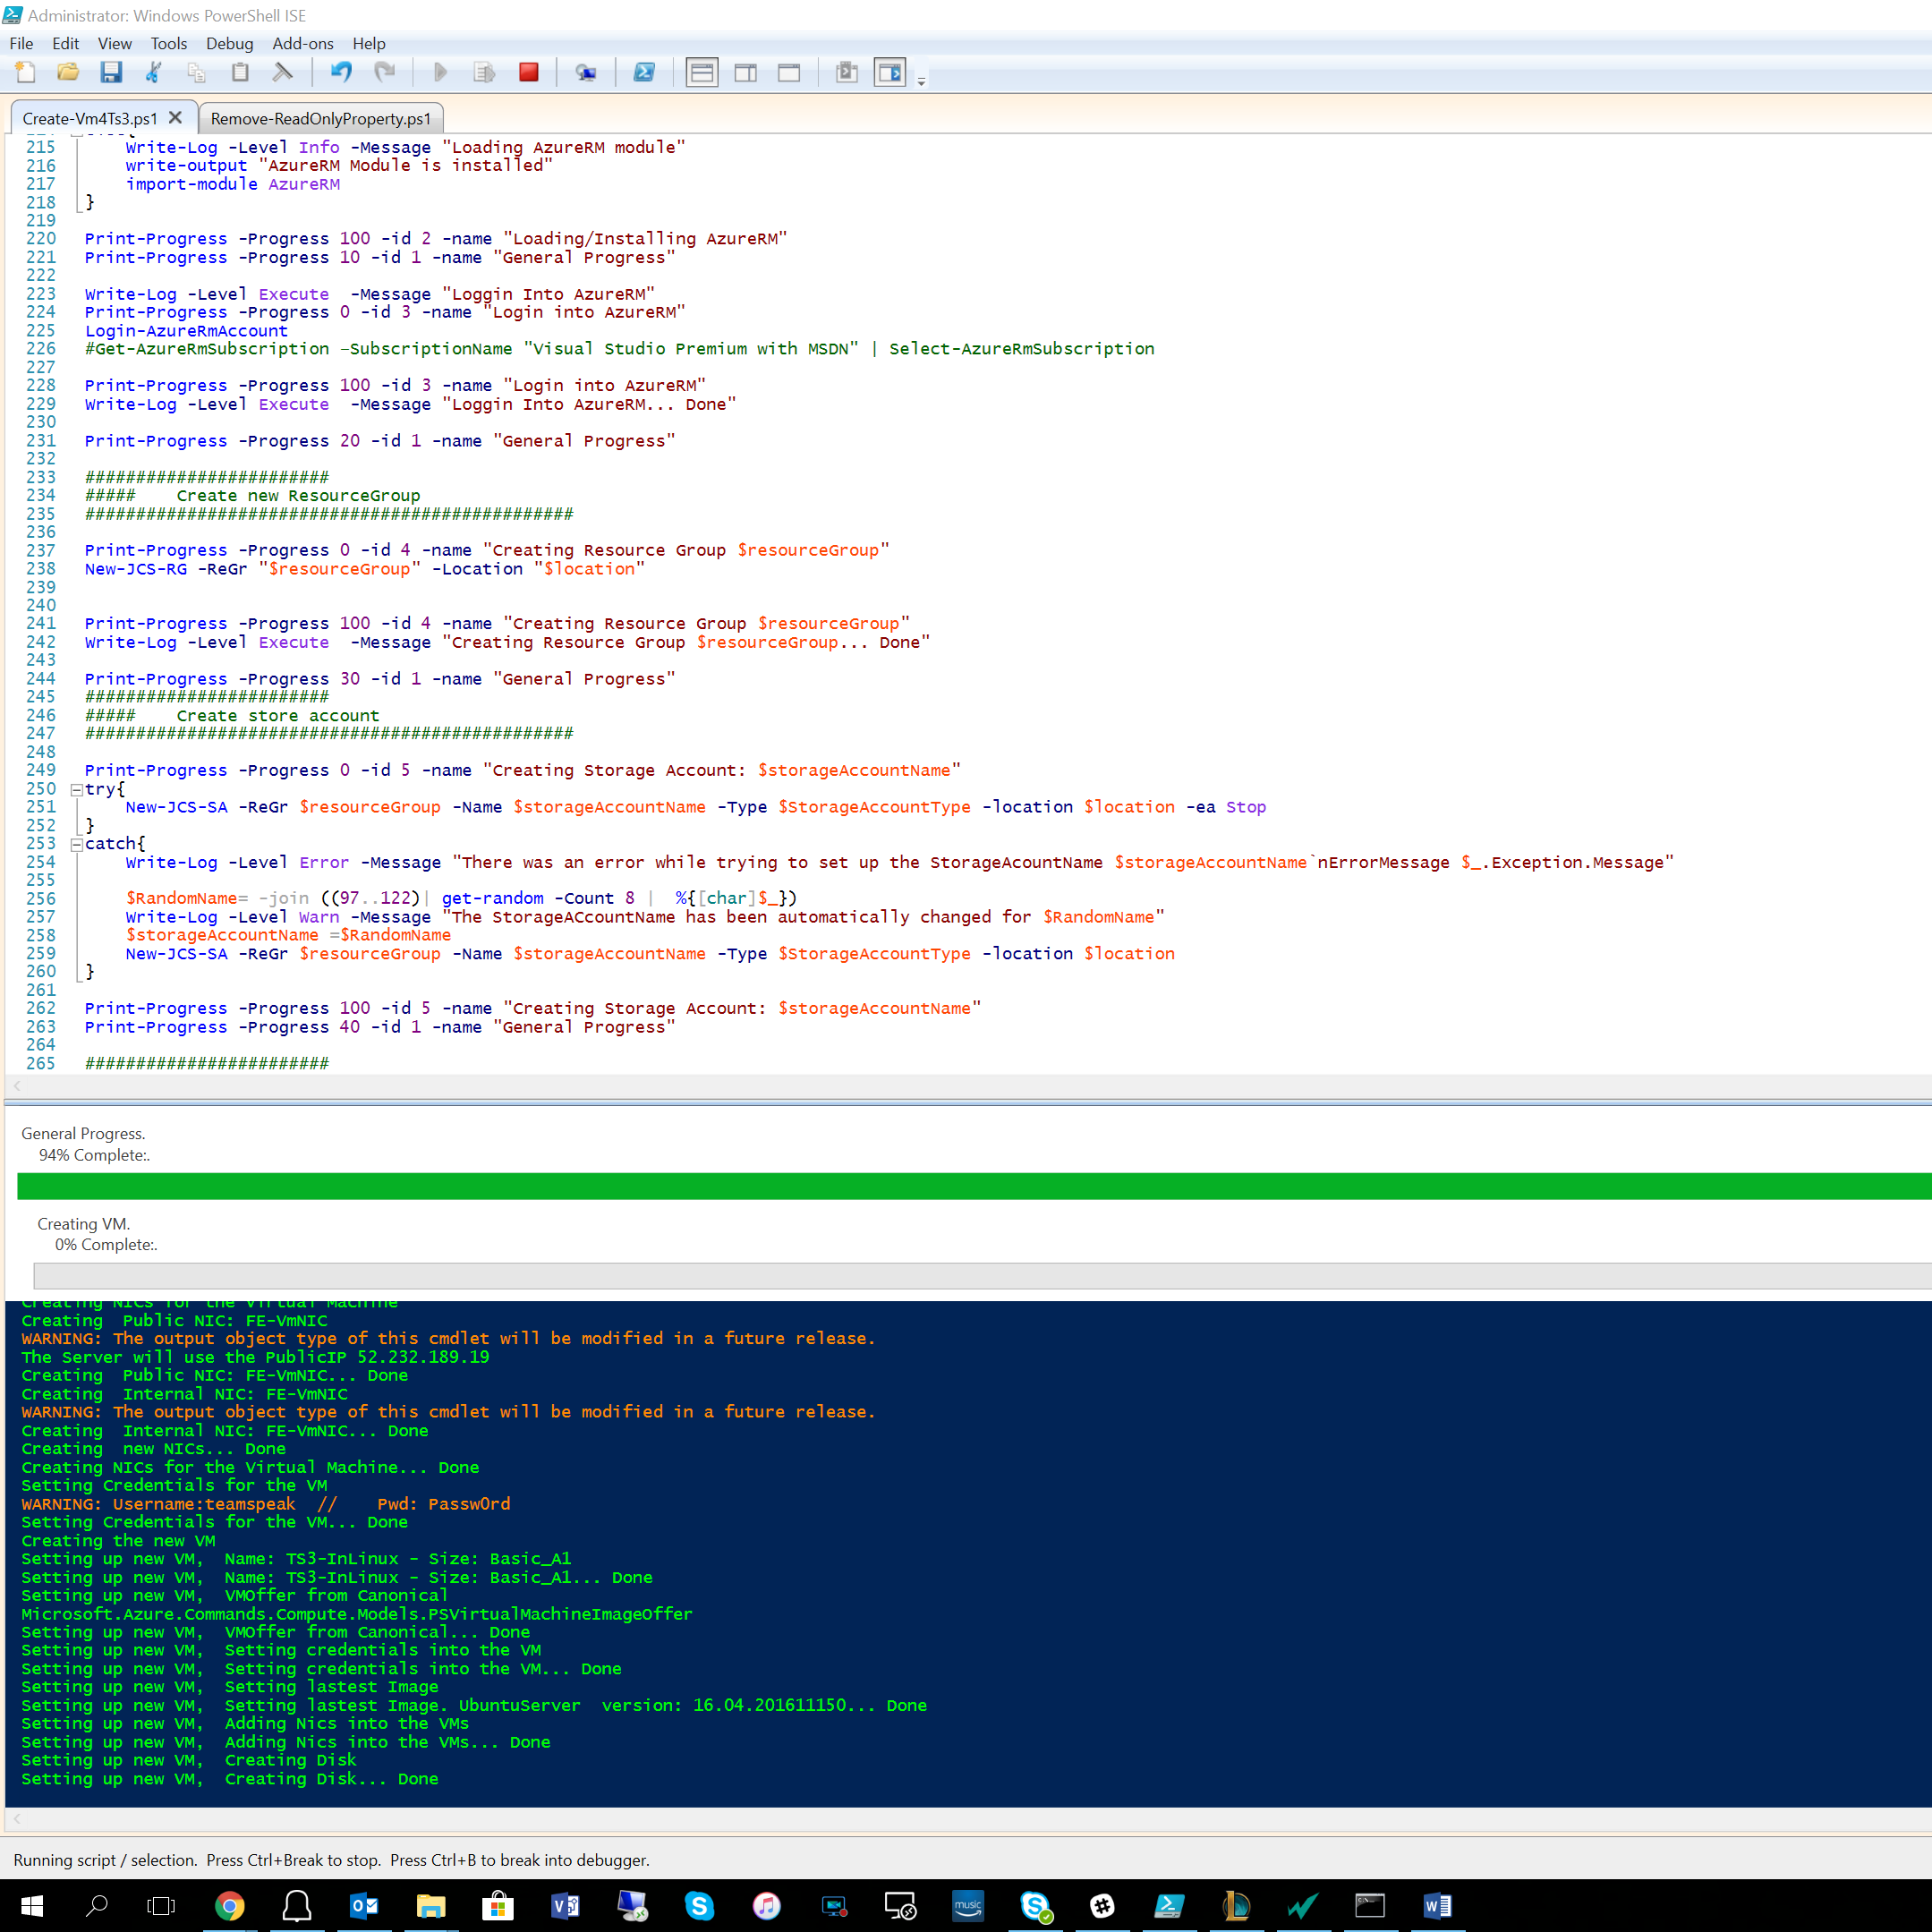 Administrator: Windows PowerShell ISE
File Edit View Tools Debug Add-ons Help
Create-Vm4Ts3.ps1 Remove-ReadOnlyProperty.ps1
215 Write-Log -Level Info -Message "Loading AzureRM module"
216 write-output "AzureRM Module is installed"
217 import-module AzureRM
218 }
219
220 Print-Progress -Progress 100 -id 2 -name "Loading/Installing AzureRM"
221 Print-Progress -Progress 10 -id 1 -name "General Progress"
222
223 Write-Log -Level Execute  -Message "Loggin Into AzureRM"
224 Print-Progress -Progress 0 -id 3 -name "Login into AzureRM"
225 Login-AzureRmAccount
226 #Get-AzureRmSubscription –SubscriptionName "Visual Studio Premium with MSDN" | Select-AzureRmSubscription
227
228 Print-Progress -Progress 100 -id 3 -name "Login into AzureRM"
229 Write-Log -Level Execute  -Message "Loggin Into AzureRM... Done"
230
231 Print-Progress -Progress 20 -id 1 -name "General Progress"
232
233 ########################
234 #####    Create new ResourceGroup
235 ################################################
236
237 Print-Progress -Progress 0 -id 4 -name "Creating Resource Group $resourceGroup"
238 New-JCS-RG -ReGr "$resourceGroup" -Location "$location"
239
240
241 Print-Progress -Progress 100 -id 4 -name "Creating Resource Group $resourceGroup"
242 Write-Log -Level Execute  -Message "Creating Resource Group $resourceGroup... Done"
243
244 Print-Progress -Progress 30 -id 1 -name "General Progress"
245 ########################
246 #####    Create store account
247 ################################################
248
249 Print-Progress -Progress 0 -id 5 -name "Creating Storage Account: $storageAccountName"
250 try{
251 New-JCS-SA -ReGr $resourceGroup -Name $storageAccountName -Type $StorageAccountType -location $location -ea Stop
252 }
253 catch{
254 Write-Log -Level Error -Message "There was an error while trying to set up the StorageAcountName $storageAccountName`nErrorMessage $_.Exception.Message"
255
256 $RandomName= -join ((97..122)| get-random -Count 8 |  %{[char]$_})
257 Write-Log -Level Warn -Message "The StorageACcountName has been automatically changed for $RandomName"
258 $storageAccountName =$RandomName
259 New-JCS-SA -ReGr $resourceGroup -Name $storageAccountName -Type $StorageAccountType -location $location
260 }
261
262 Print-Progress -Progress 100 -id 5 -name "Creating Storage Account: $storageAccountName"
263 Print-Progress -Progress 40 -id 1 -name "General Progress"
264
265 ########################
General Progress.
94% Complete:.
Creating VM.
0% Complete:.
Creating NICs for the Virtual Machine
Creating  Public NIC: FE-VmNIC
WARNING: The output object type of this cmdlet will be modified in a future release.
The Server will use the PublicIP 52.232.189.19
Creating  Public NIC: FE-VmNIC... Done
Creating  Internal NIC: FE-VmNIC
WARNING: The output object type of this cmdlet will be modified in a future release.
Creating  Internal NIC: FE-VmNIC... Done
Creating  new NICs... Done
Creating NICs for the Virtual Machine... Done
Setting Credentials for the VM
WARNING: Username:teamspeak  //    Pwd: Passw0rd
Setting Credentials for the VM... Done
Creating the new VM
Setting up new VM,  Name: TS3-InLinux - Size: Basic_A1
Setting up new VM,  Name: TS3-InLinux - Size: Basic_A1... Done
Setting up new VM,  VMOffer from Canonical
Microsoft.Azure.Commands.Compute.Models.PSVirtualMachineImageOffer
Setting up new VM,  VMOffer from Canonical... Done
Setting up new VM,  Setting credentials into the VM
Setting up new VM,  Setting credentials into the VM... Done
Setting up new VM,  Setting lastest Image
Setting up new VM,  Setting lastest Image. UbuntuServer  version: 16.04.201611150... Done
Setting up new VM,  Adding Nics into the VMs
Setting up new VM,  Adding Nics into the VMs... Done
Setting up new VM,  Creating Disk
Setting up new VM,  Creating Disk... Done
Running script / selection.  Press Ctrl+Break to stop.  Press Ctrl+B to break into debugger.
music